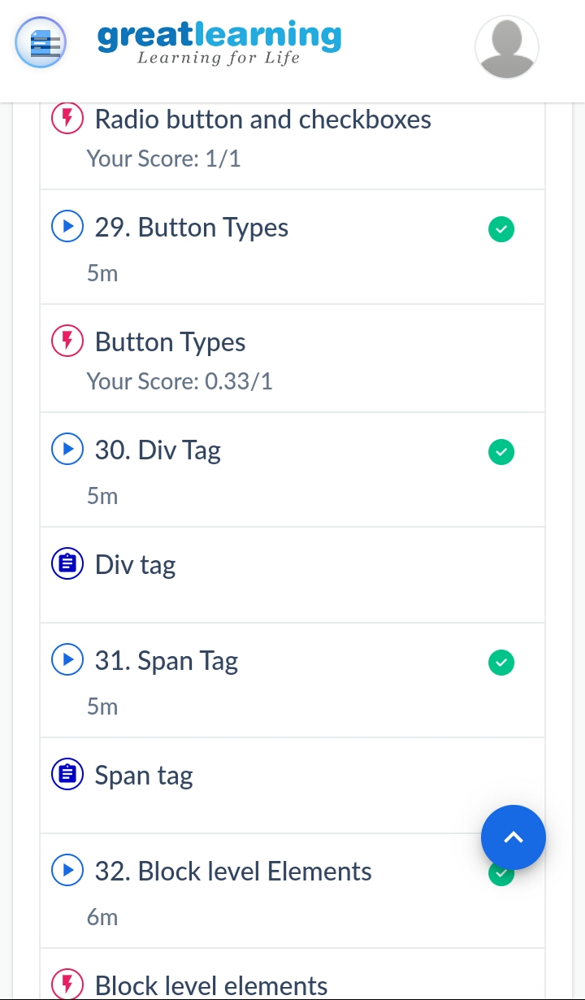 greatlearning
Learning for Life
Radio button and checkboxes
Your Score: 1/1
29. Button Types
5m
Button Types
Your Score: 0.33/1
30. Div Tag
5m
Div tag
31. Span Tag
5m
Span tag
32. Block level Elements
6m
Block level elements